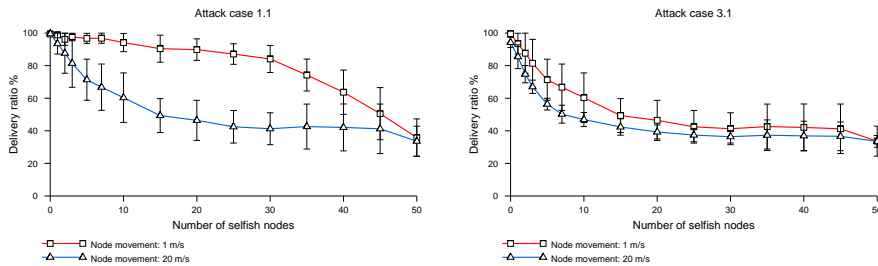 Attack case 1.1
100
80
60
40
20
0
Delivery ratio %
0
10
20
30
40
50
Number of selfish nodes
Node movement: 1 m/s
Node movement: 20 m/s
Attack case 3.1
100
80
60
40
20
0
Delivery ratio %
0
10
20
30
40
50
Number of selfish nodes
Node movement: 1 m/s
Node movement: 20 m/s